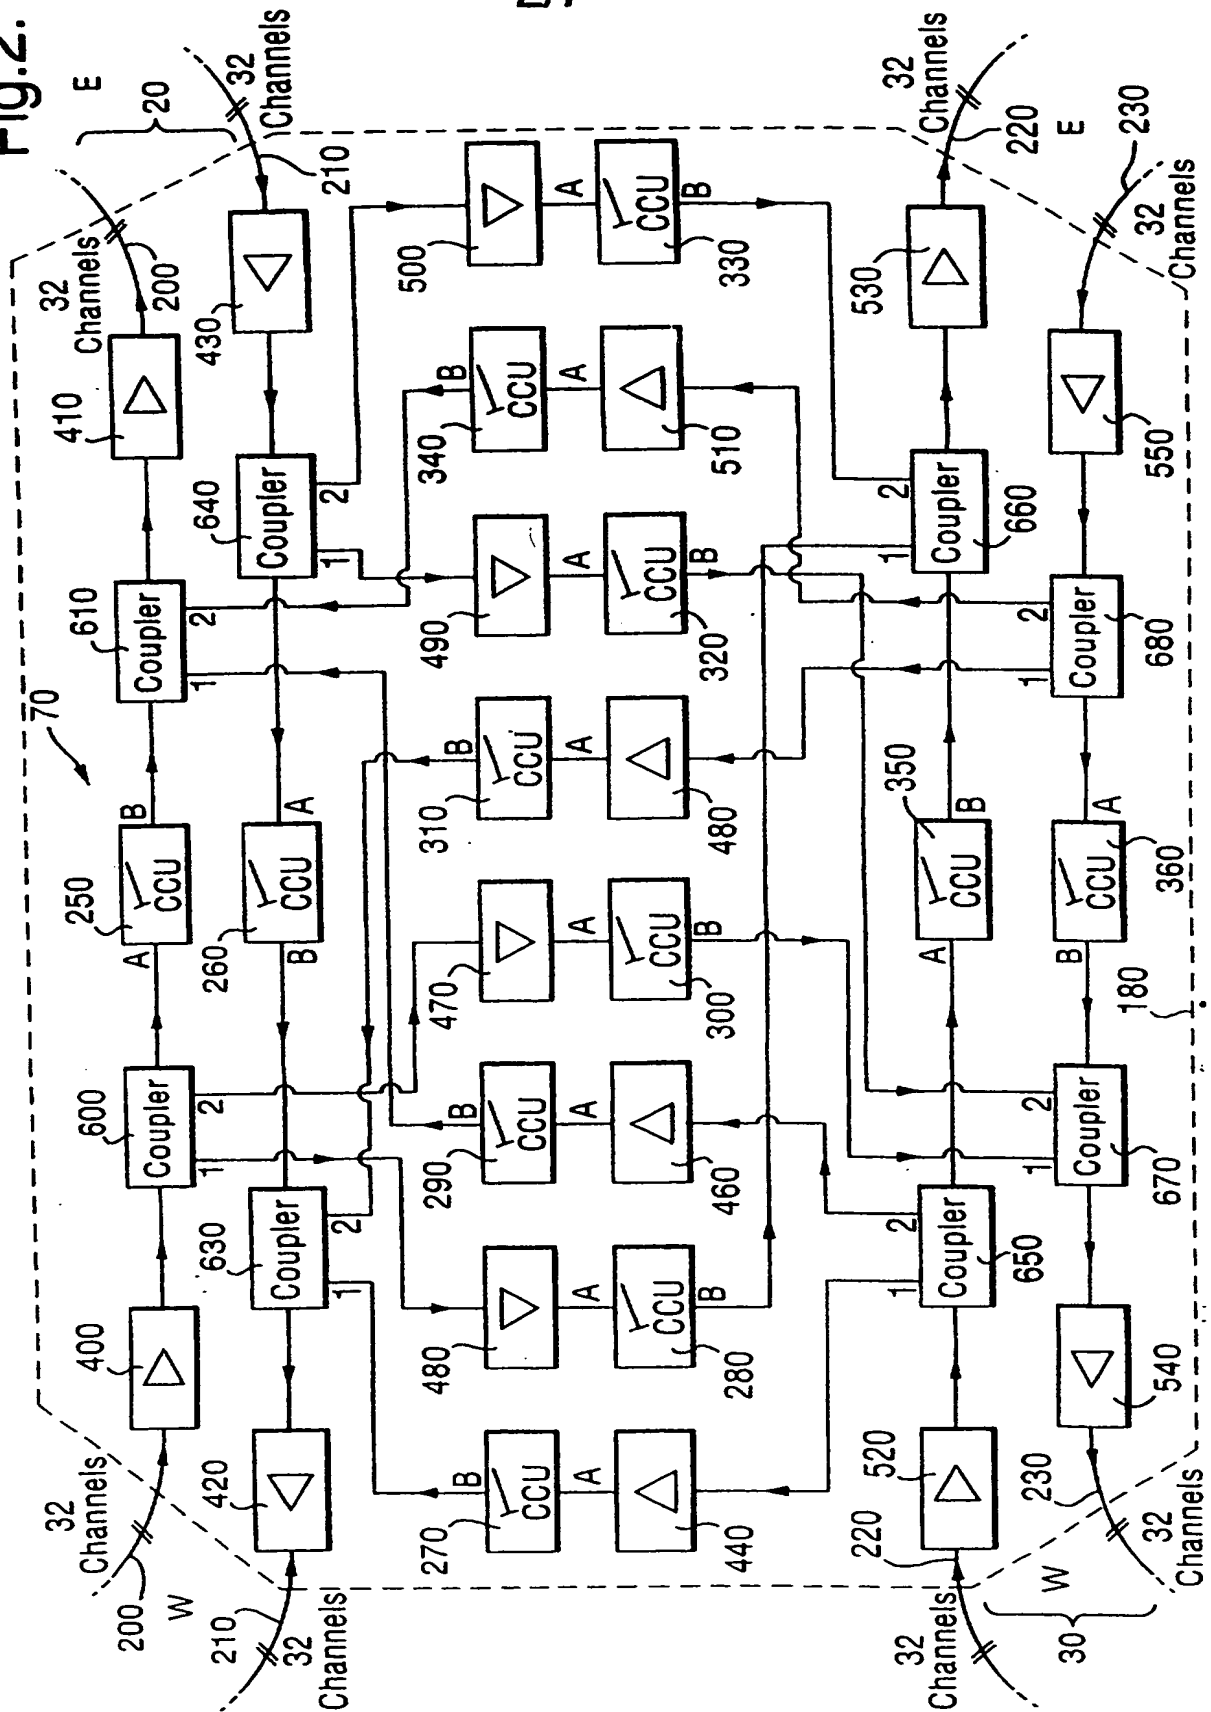 Fig.2.
70
E
20
32
Channels
200
32
Channels
210
410
430
610
Coupler
1
2
640
Coupler
1
2
250
A
CCU
B
260
A
CCU
B
600
Coupler
1
2
630
Coupler
1
2
400
420
32
Channels
200
W
210
32
Channels
500
A
330
CCU
B
340
CCU
B
A
510
490
A
320
CCU
B
310
CCU
B
A
480
470
A
300
CCU
B
290
CCU
B
A
460
480
A
280
CCU
B
270
CCU
B
A
440
32
Channels
220
E
230
32
Channels
530
550
660
Coupler
1
2
680
Coupler
1
2
350
A
CCU
B
360
A
CCU
B
180
650
Coupler
1
2
670
Coupler
1
2
520
540
220
32
Channels
W
30
230
32
Channels